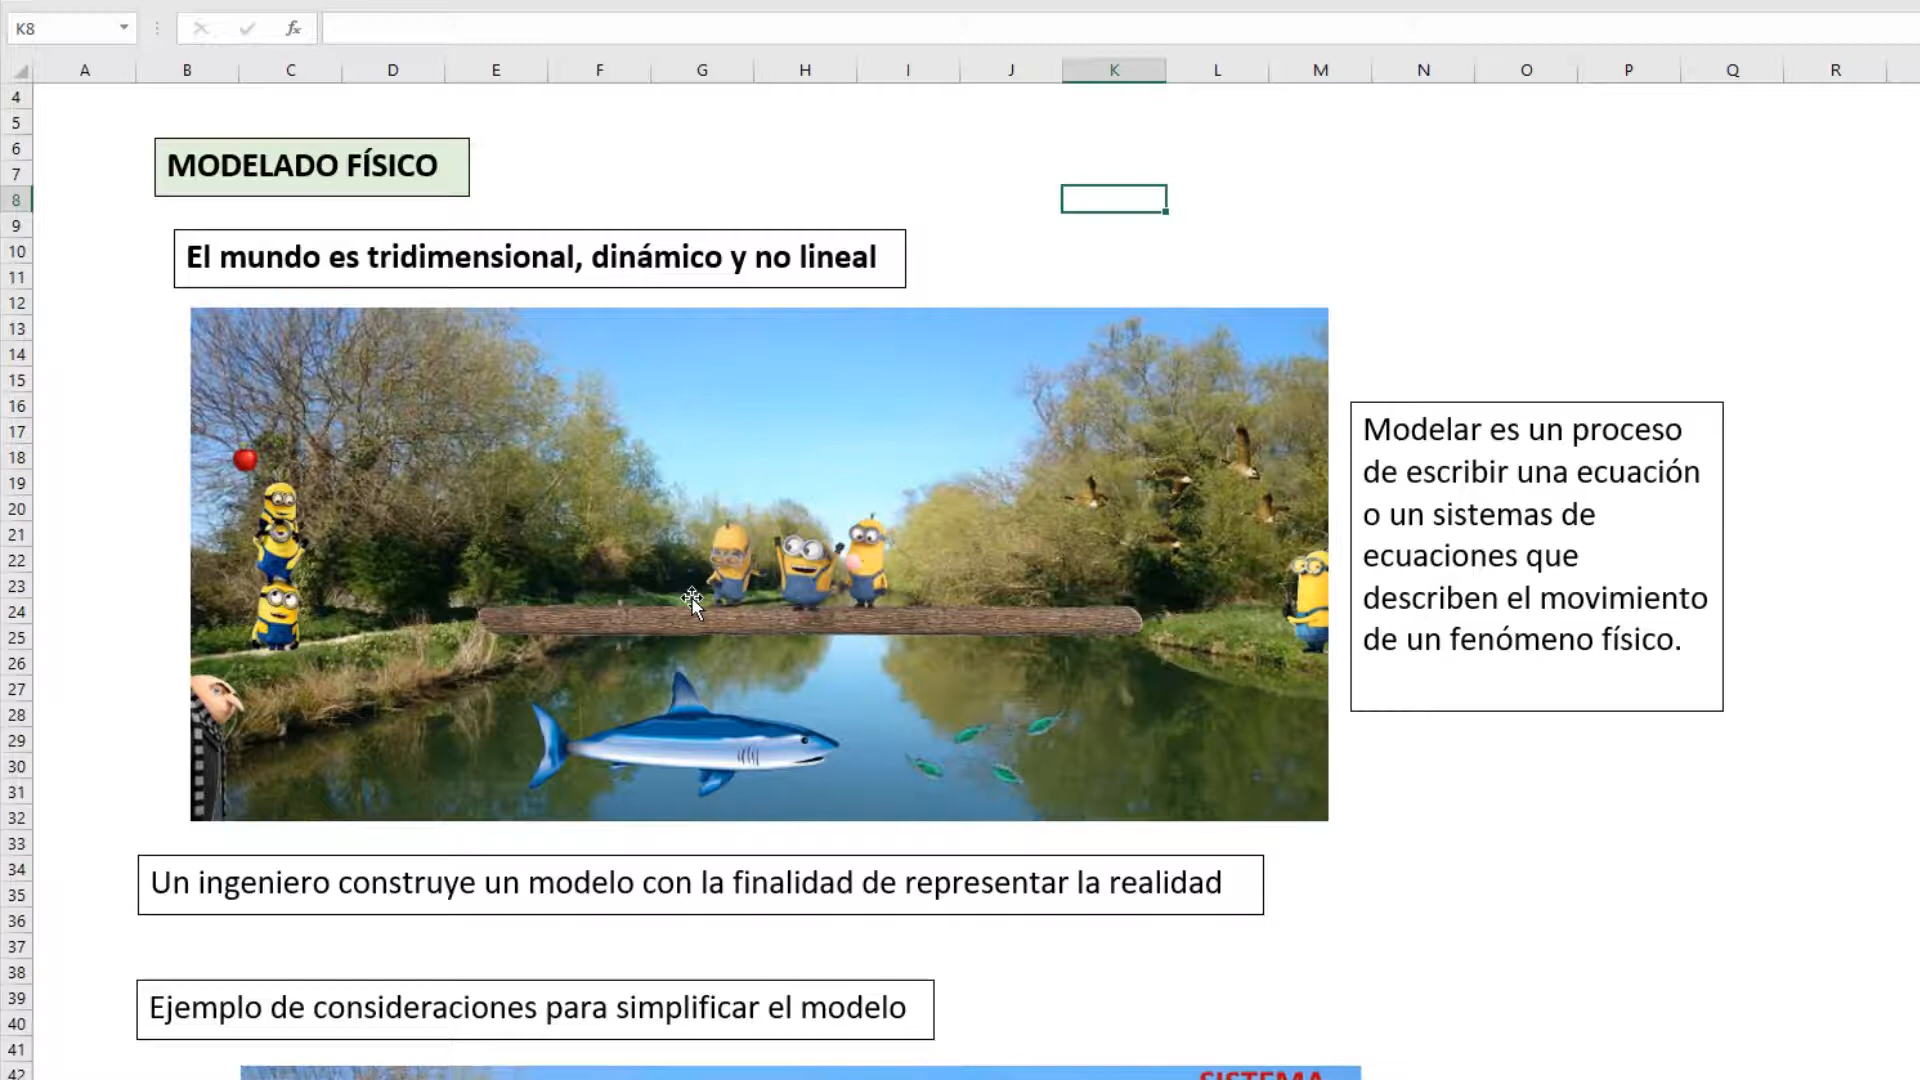 K8
fx
A B C D E F G H I J K L M N O P Q R
4
5
6
7
8
9
10
11
12
13
14
15
16
17
18
19
20
21
22
23
24
25
26
27
28
29
30
31
32
33
34
35
36
37
38
39
40
41
42
MODELADO FÍSICO
El mundo es tridimensional, dinámico y no lineal
Modelar es un proceso
de escribir una ecuación
o un sistemas de
ecuaciones que
describen el movimiento
de un fenómeno físico.
Un ingeniero construye un modelo con la finalidad de representar la realidad
Ejemplo de consideraciones para simplificar el modelo
SISTEMA